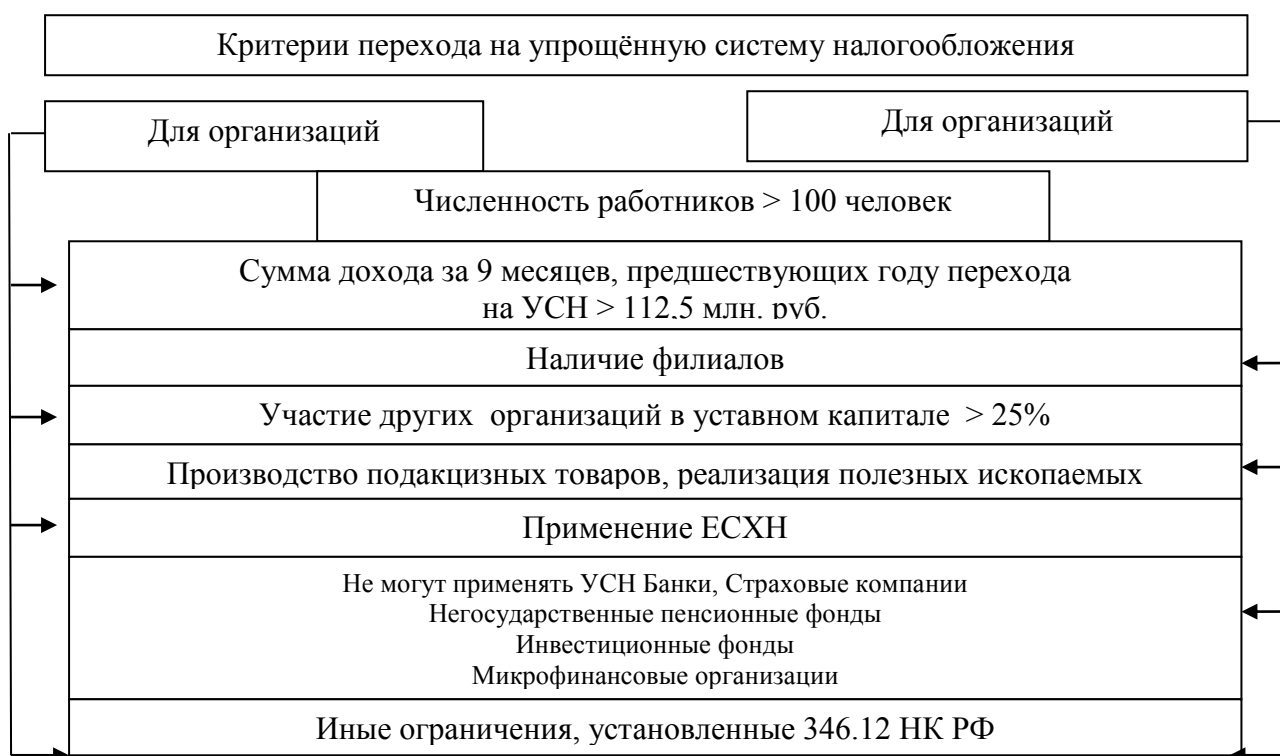 Критерии перехода на упрощённую систему налогообложения
Для организаций
Для организаций
Численность работников > 100 человек
Сумма дохода за 9 месяцев, предшествующих году перехода
на УСН > 112,5 млн. руб.
Наличие филиалов
Участие других организаций в уставном капитале > 25%
Производство подакцизных товаров, реализация полезных ископаемых
Применение ЕСХН
Не могут применять УСН Банки, Страховые компании
Негосударственные пенсионные фонды
Инвестиционные фонды
Микрофинансовые организации
Иные ограничения, установленные 346.12 НК РФ